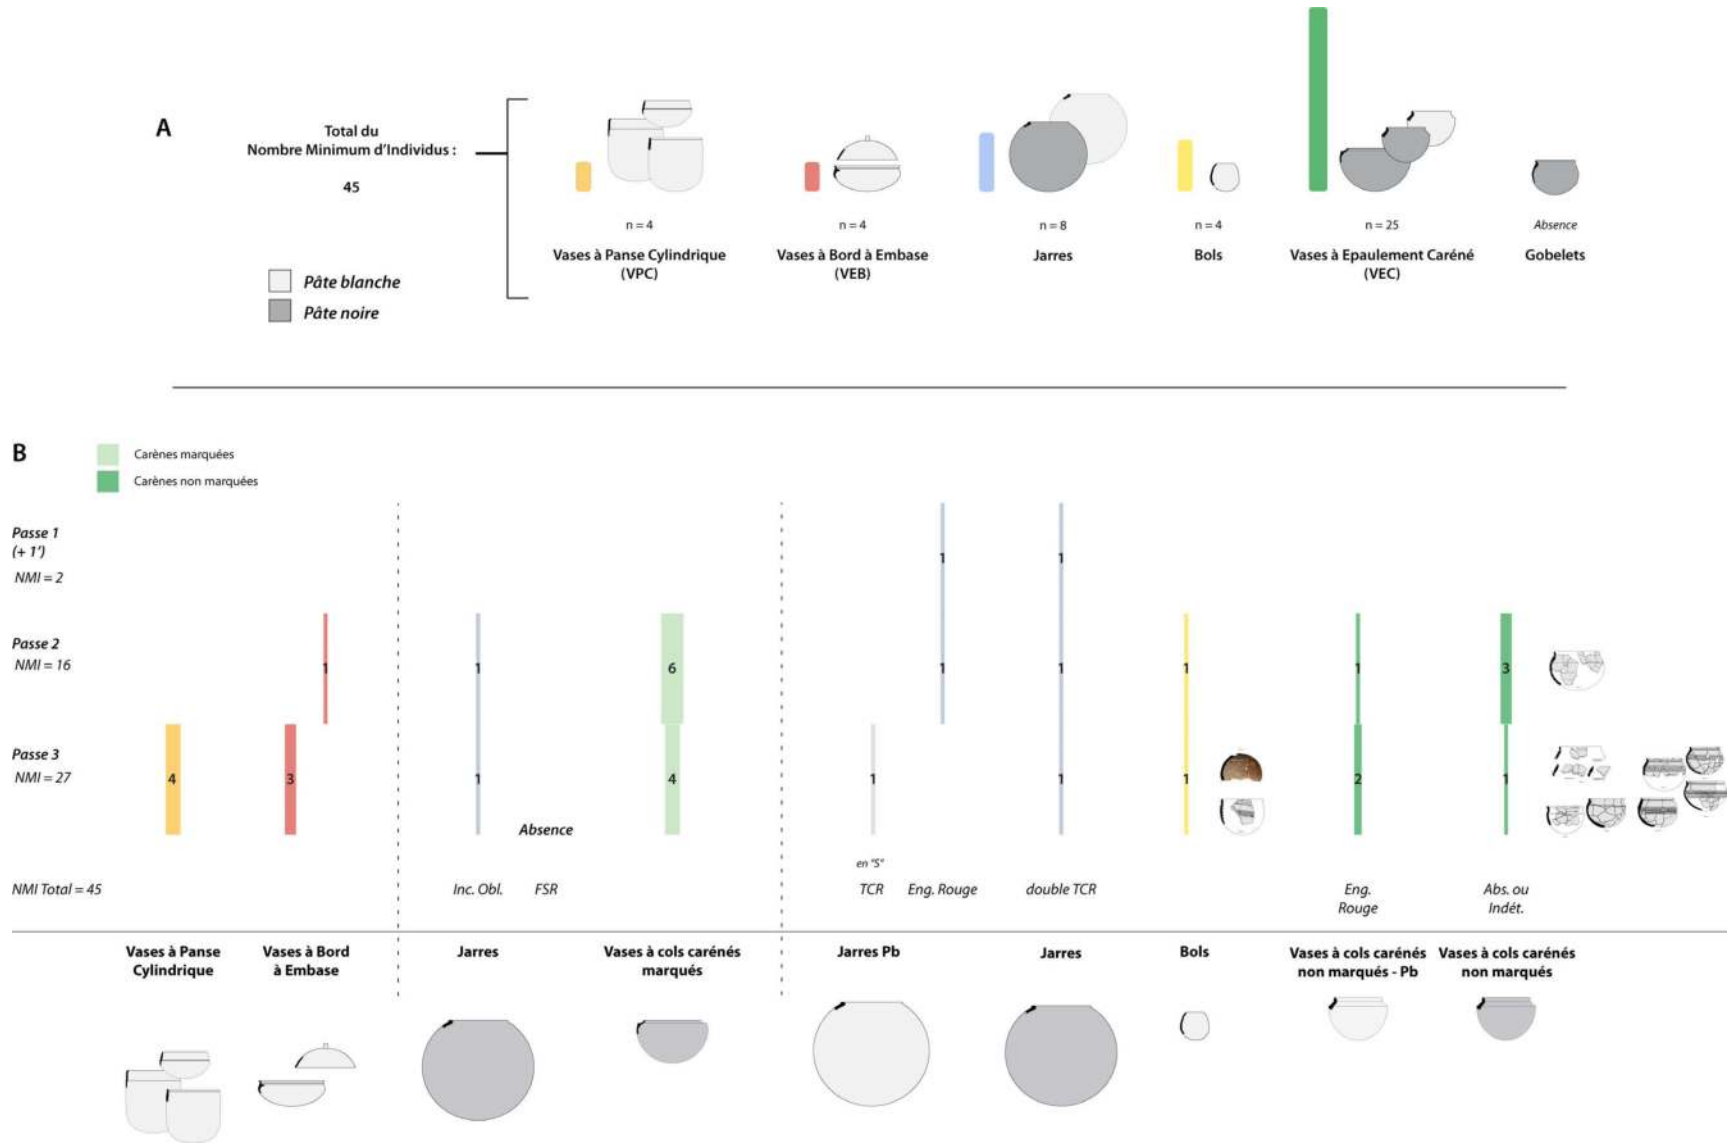 A
Total du
Nombre Minimum d'Individus :
45
Pâte blanche
Pâte noire
n = 4
n = 4
n = 8
n = 4
n = 25
Absence
Vases à Panse Cylindrique
(VPC)
Vases à Bord à Embase
(VEB)
Jarres
Bols
Vases à Epaulement Caréné
(VEC)
Gobelets
B
Carènes marquées
Carènes non marquées
Passe 1
(+ 1')
NMI = 2
1
1
Passe 2
NMI = 16
1
1
6
1
1
1
1
3
Passe 3
NMI = 27
4
3
1
4
1
1
1
2
1
Absence
en "S"
NMI Total = 45
Inc. Obl.
FSR
TCR
Eng. Rouge
double TCR
Eng.
Rouge
Abs. ou
Indét.
Vases à Panse
Cylindrique
Vases à Bord
à Embase
Jarres
Vases à cols carénés
marqués
Jarres Pb
Jarres
Bols
Vases à cols carénés
non marqués - Pb
Vases à cols carénés
non marqués